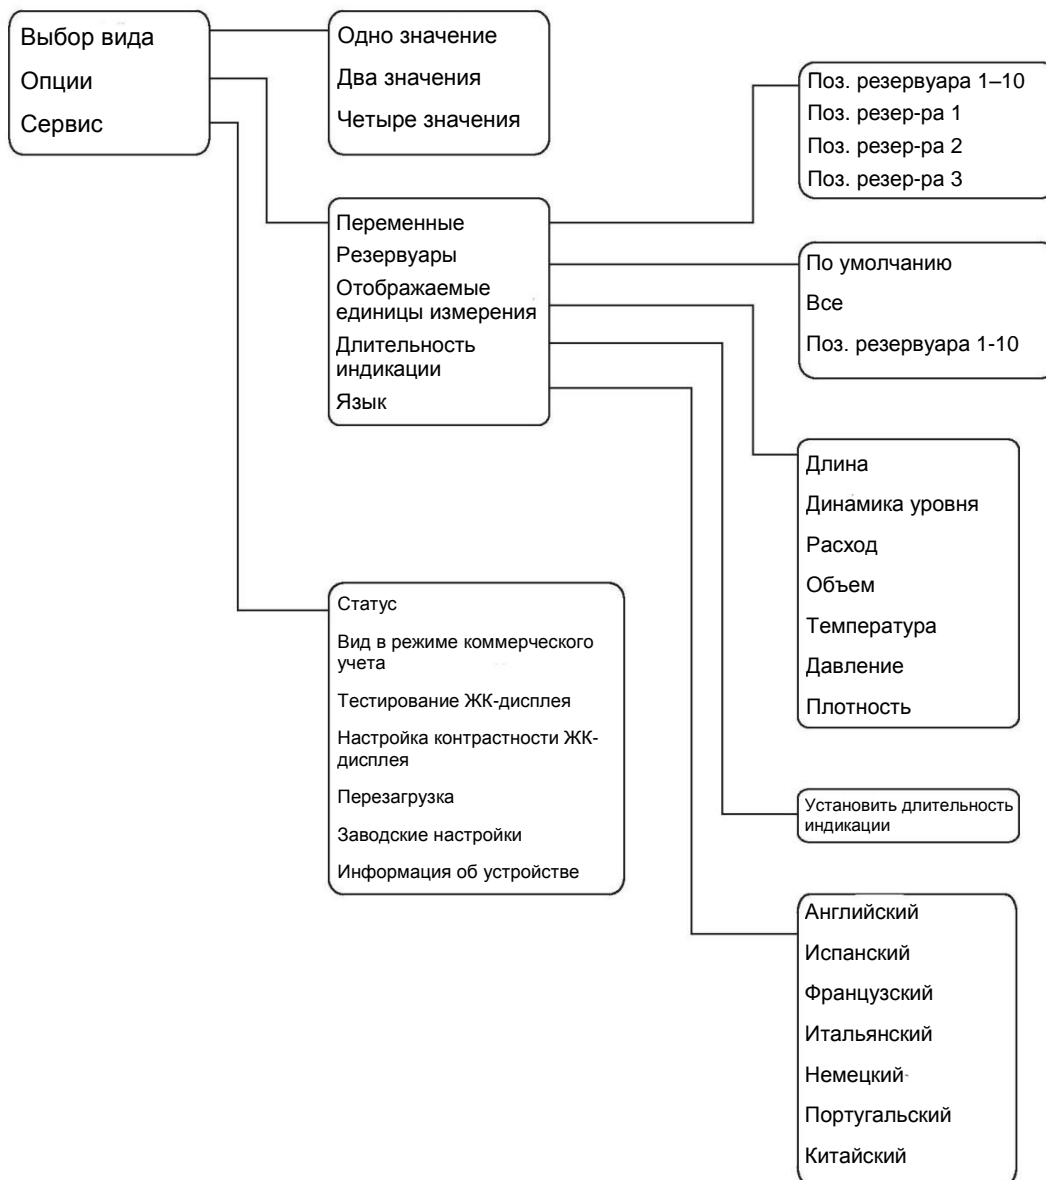 Выбор вида
Опции
Сервис
Одно значение
Два значения
Четыре значения
Поз. резервуара 1–10
Поз. резер-ра 1
Поз. резер-ра 2
Поз. резер-ра 3
Переменные
Резервуары
Отображаемые
единицы измерения
Длительность
индикации
Язык
По умолчанию
Все
Поз. резервуара 1-10
Длина
Динамика уровня
Расход
Объем
Температура
Давление
Плотность
Статус
Вид в режиме коммерческого
учета
Тестирование ЖК-дисплея
Настройка контрастности ЖК-
дисплея
Перезагрузка
Заводские настройки
Информация об устройстве
Установить длительность
индикации
Английский
Испанский
Французский
Итальянский
Немецкий
Португальский
Китайский